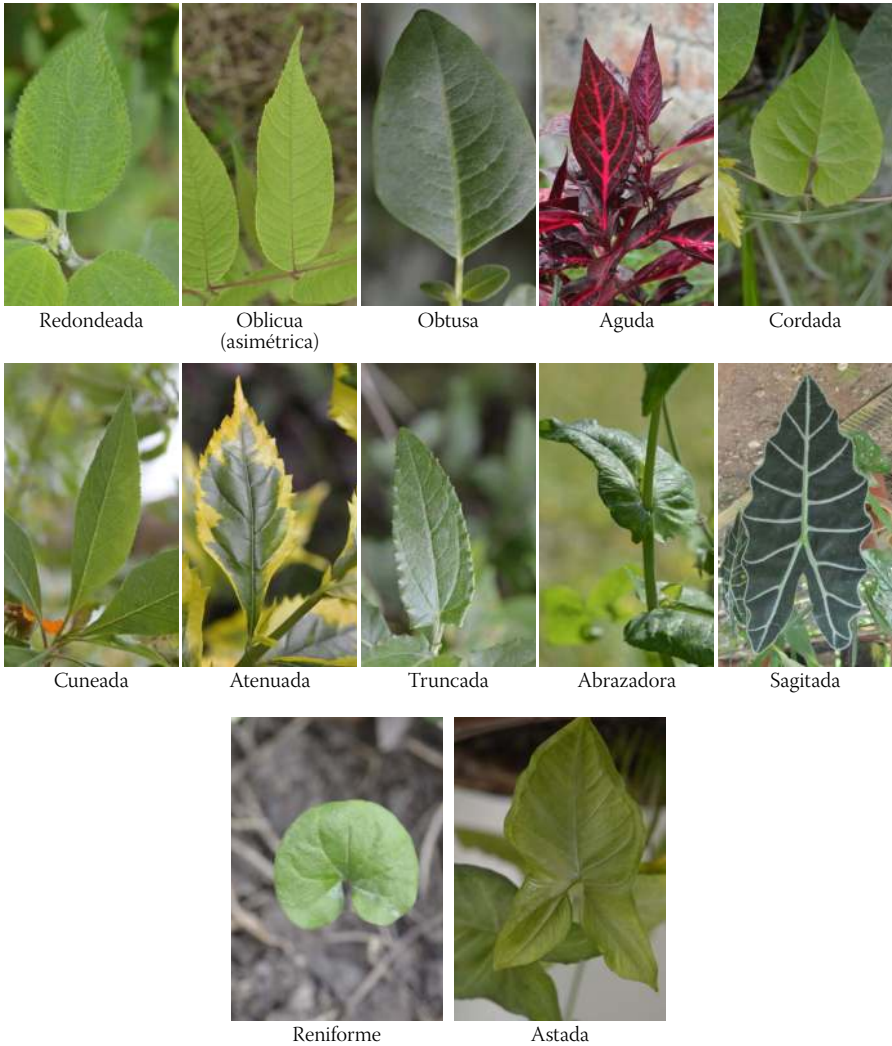 Redondeada
Oblicua
(asimétrica)
Obtusa
Aguda
Cordada
Cuneada
Atenuada
Truncada
Abrazadora
Sagitada
Reniforme
Astada